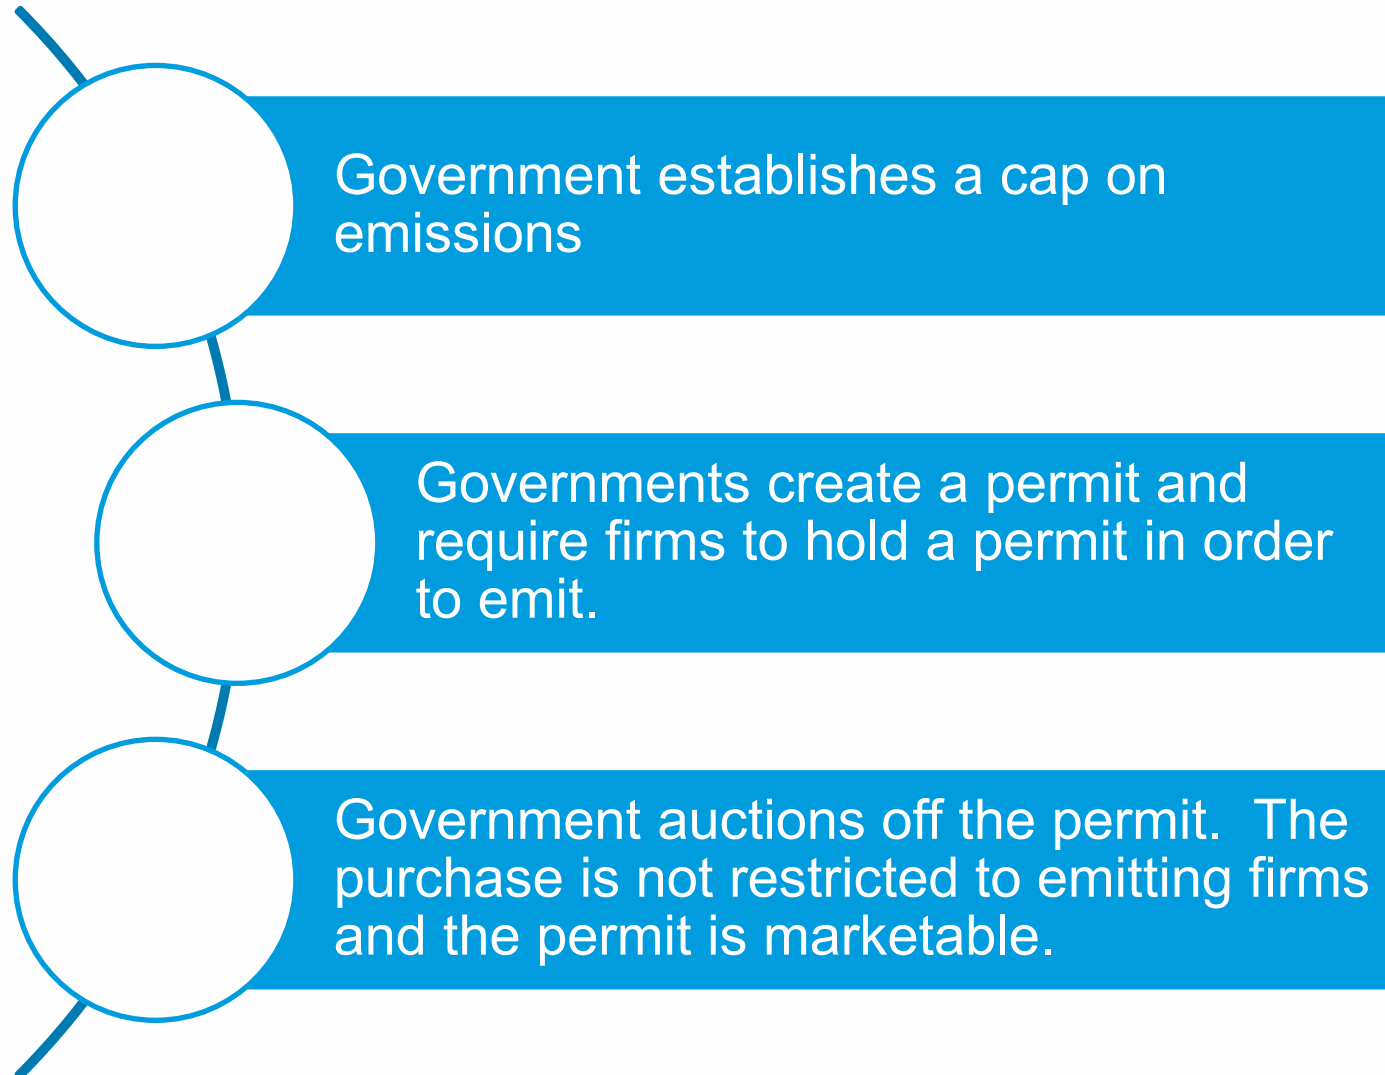 Government establishes a cap on
emissions
Governments create a permit and
require firms to hold a permit in order
to emit.
Government auctions off the permit.  The
purchase is not restricted to emitting firms
and the permit is marketable.